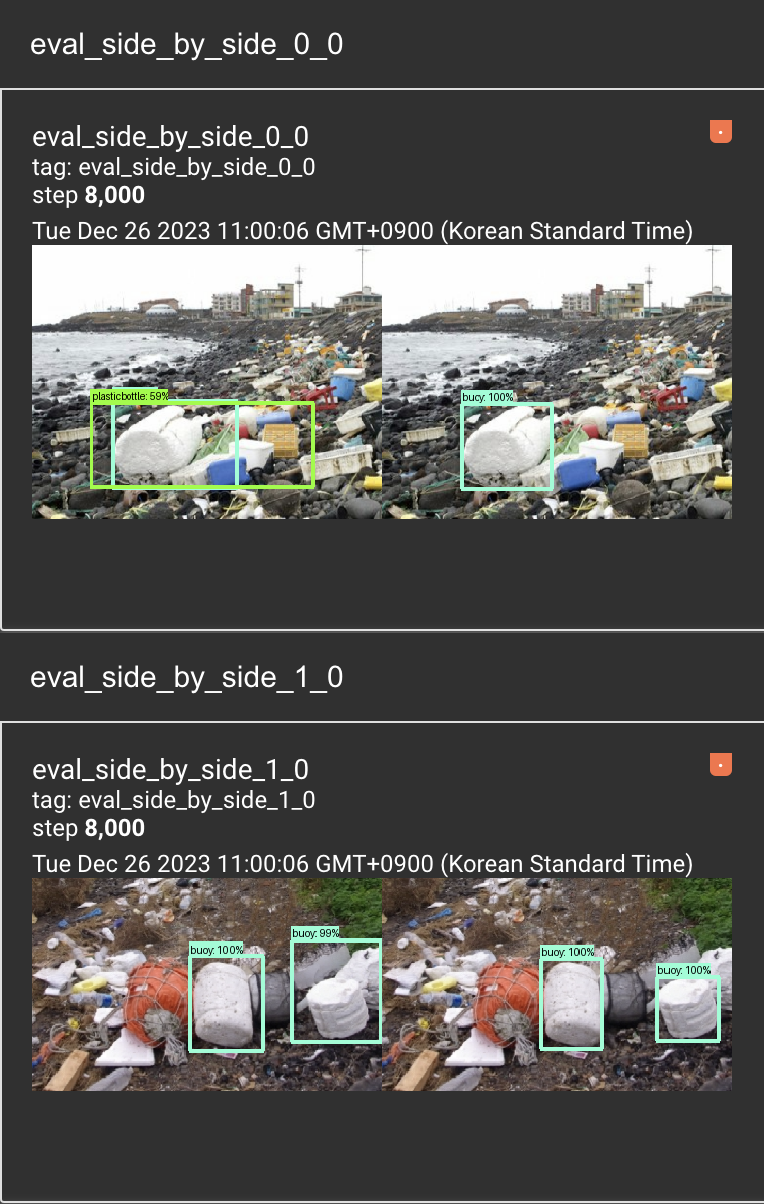 eval_side_by_side_0_0
eval_side_by_side_0_0
tag: eval_side_by_side_0_0
step 8,000
Tue Dec 26 2023 11:00:06 GMT+0900 (Korean Standard Time)
plasticbottle: 59%
buoy: 100%
eval_side_by_side_1_0
eval_side_by_side_1_0
tag: eval_side_by_side_1_0
step 8,000
Tue Dec 26 2023 11:00:06 GMT+0900 (Korean Standard Time)
buoy: 100%
buoy: 99%
buoy: 100%
buoy: 100%